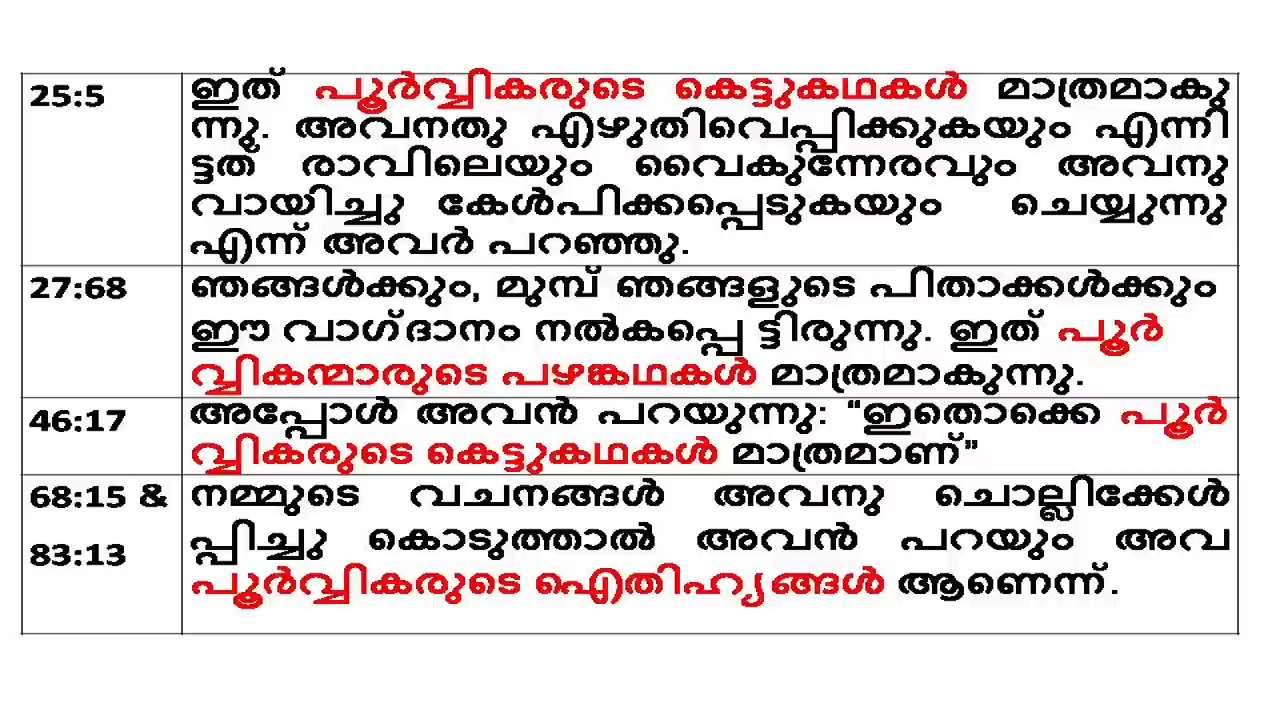 25:5 ഇത് പൂർവ്വികരുടെ കെട്ടുകഥകൾ മാത്രമാകു
ന്നു. അവനതു എഴുതിവെപ്പിക്കുകയും എന്നി
ട്ടത് രാവിലെയും വൈകുന്നേരവും അവനു
വായിച്ചു കേൾപിക്കപ്പെടുകയും ചെയ്യുന്നു
എന്ന് അവർ പറഞ്ഞു.
27:68 ഞങ്ങൾക്കും, മുമ്പ് ഞങ്ങളുടെ പിതാക്കൾക്കും
ഈ വാഗ്ദാനം നൽകപ്പെ ട്ടിരുന്നു. ഇത് പൂർ
വ്വികന്മാരുടെ പഴങ്കഥകൾ മാത്രമാകുന്നു.
46:17 അപ്പോൾ അവൻ പറയുന്നു: “ഇതൊക്കെ പൂർ
വ്വികരുടെ കെട്ടുകഥകൾ മാത്രമാണ്”
68:15 & നമ്മുടെ വചനങ്ങൾ അവനു ചൊല്ലിക്കേൾ
83:13 പ്പിച്ചു കൊടുത്താൽ അവൻ പറയും അവ
പൂർവ്വികരുടെ ഐതിഹ്യങ്ങൾ ആണെന്ന്.